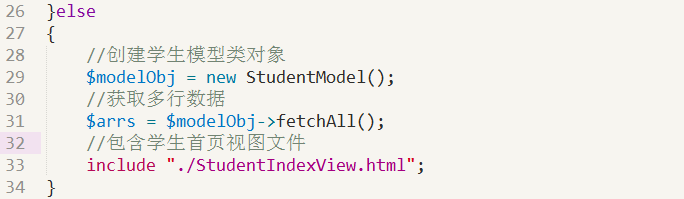 26 }else
27 {
28 //创建学生模型类对象
29 $modelObj = new StudentModel();
30 //获取多行数据
31 $arrs = $modelObj->fetchAll();
32 //包含学生首页视图文件
33 include "./StudentIndexView.html";
34 }